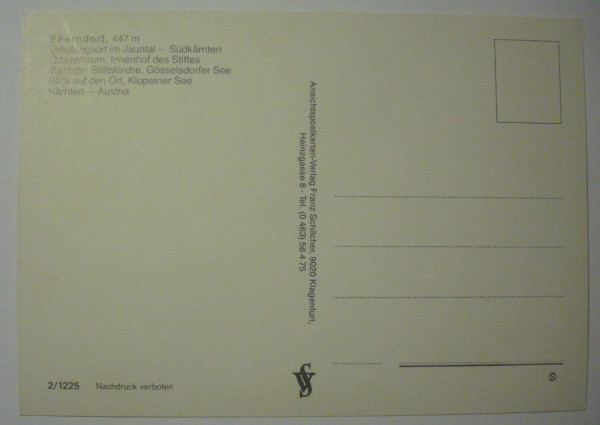 Eberndorf, 447 m
Erholungsort im Jauntal – Südkärnten
Ortszentrum, Innenhof des Stiftes
Stiftskirche, Gösselsdorfer See
Blick auf den Ort, Klopeiner See
Kärnten – Austria
Ansichtspostkarten-Verlag Franz Schilcher, 9020 Klagenfurt,
Heinzgasse 8 - Tel. (0 463) 56 4 75
2/1225 Nachdruck verboten
S